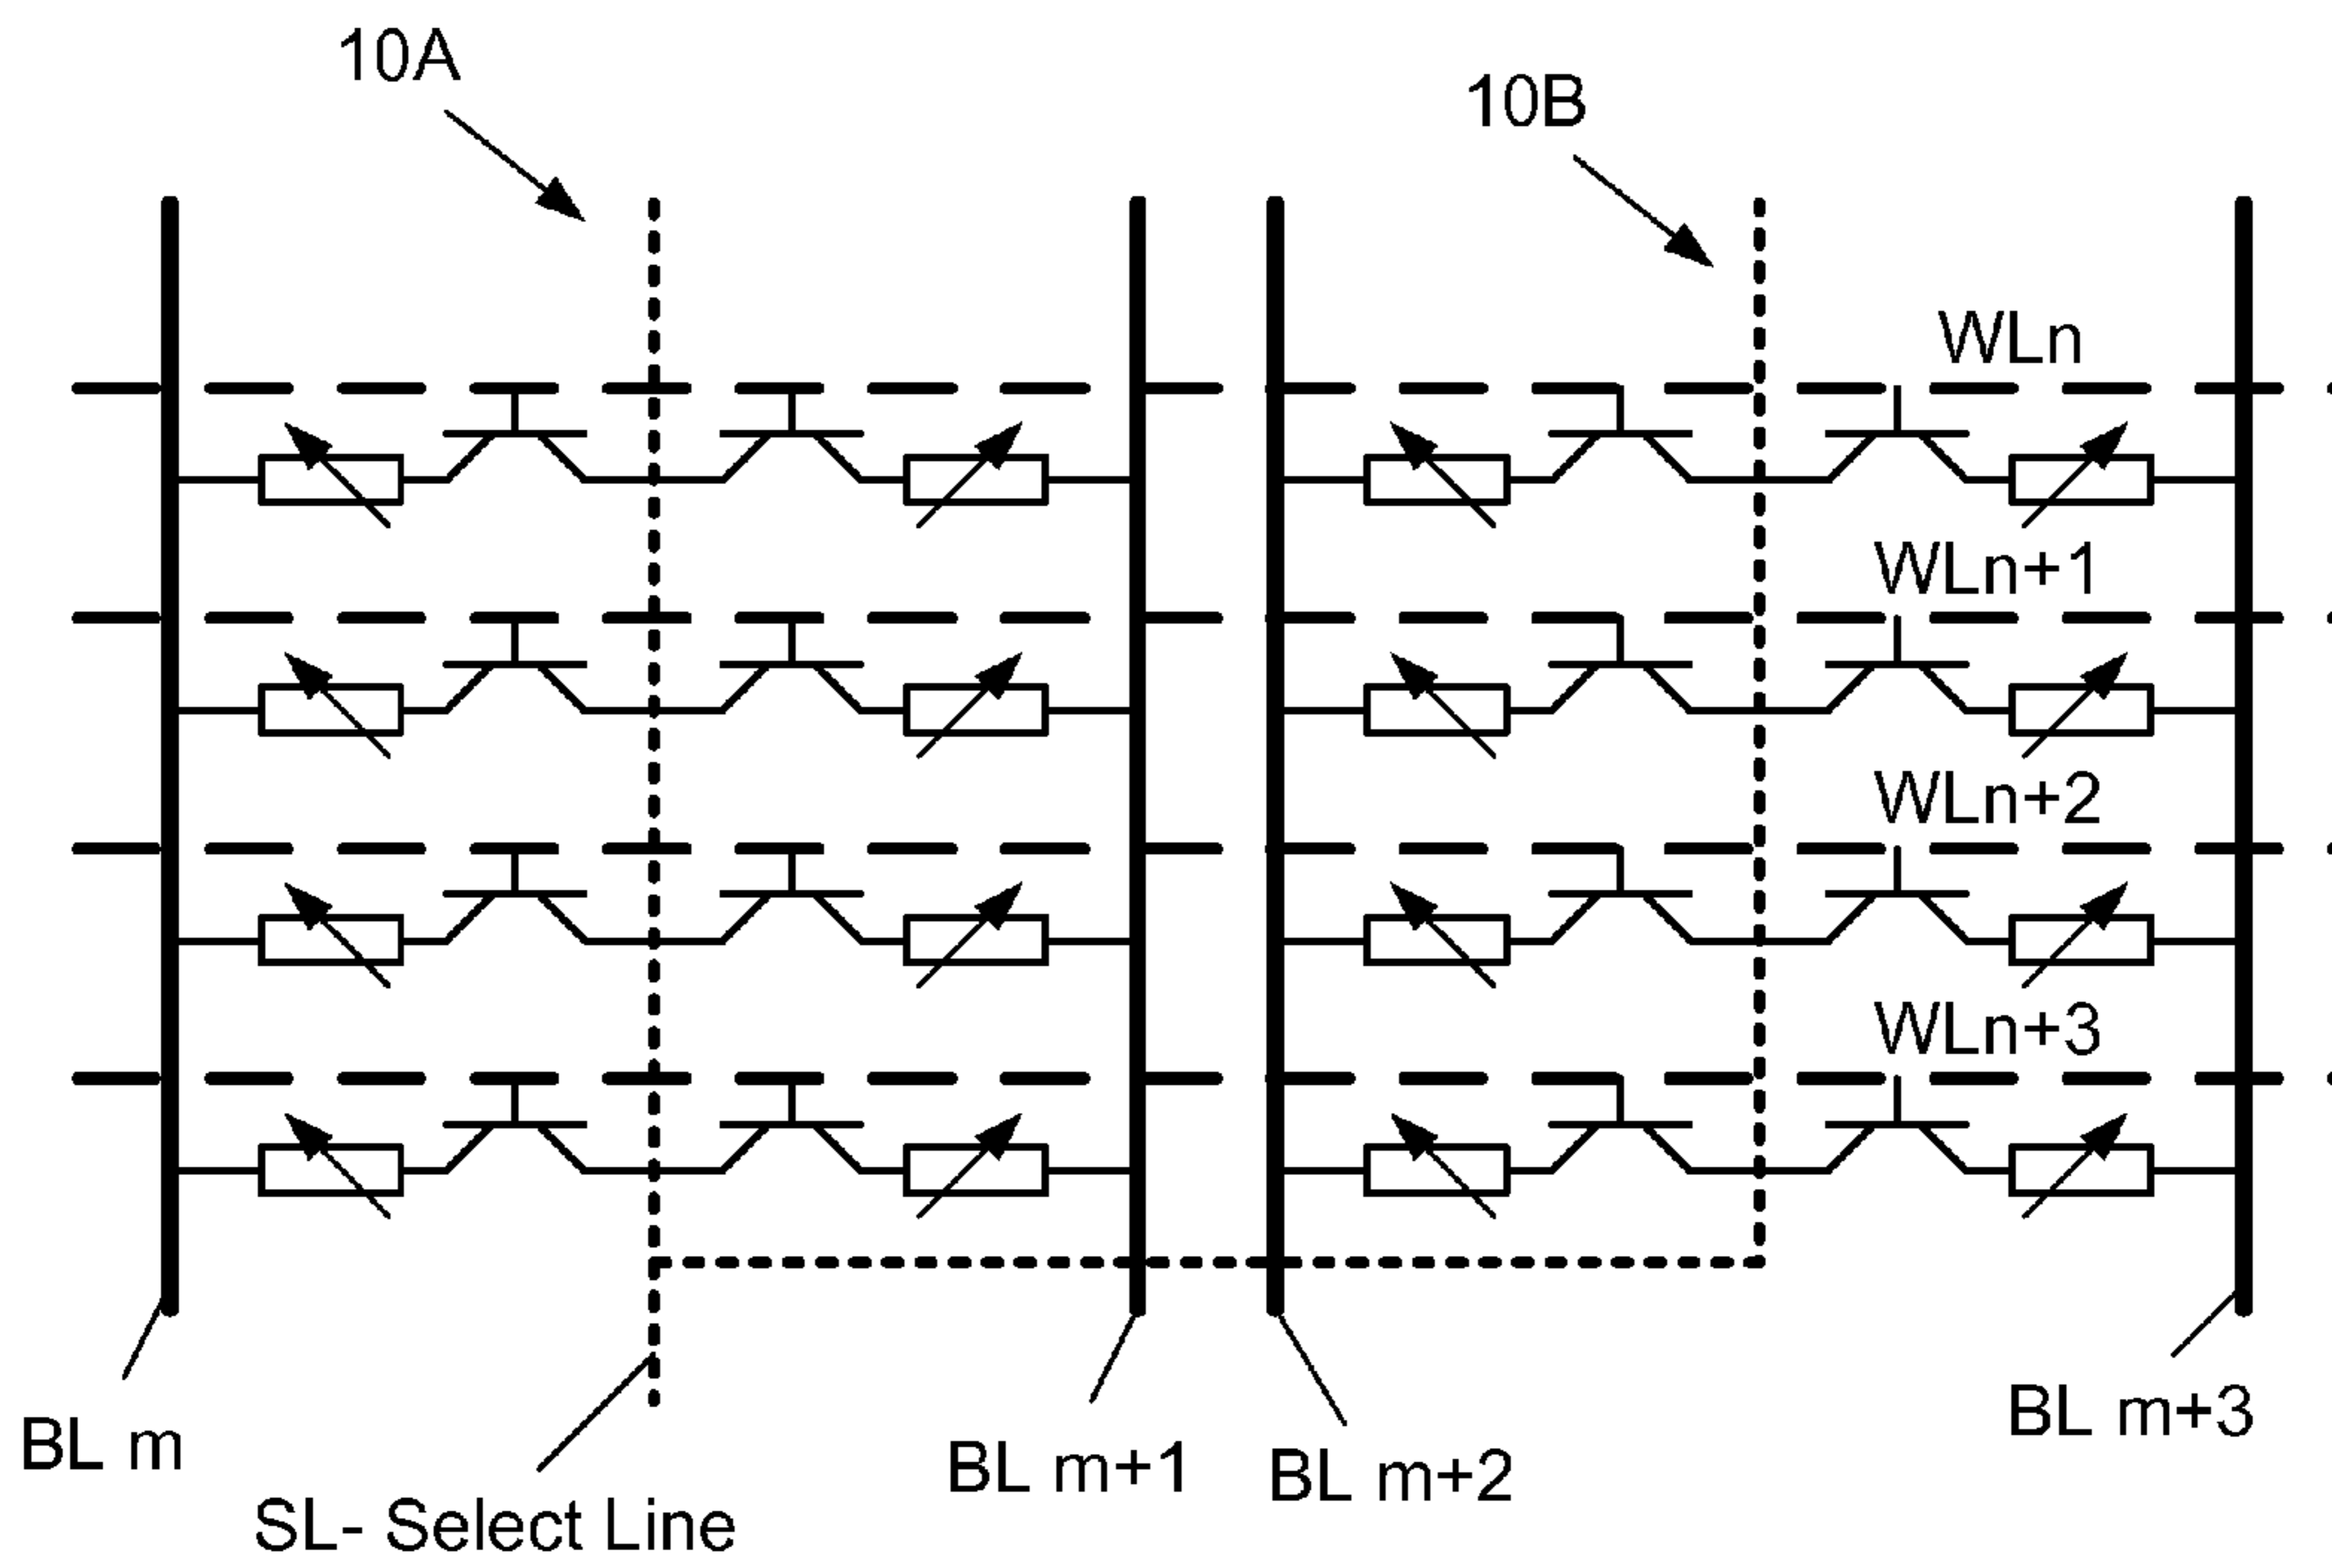 10A
10B
WLn
WLn+1
WLn+2
WLn+3
BL m
SL- Select Line
BL m+1
BL m+2
BL m+3